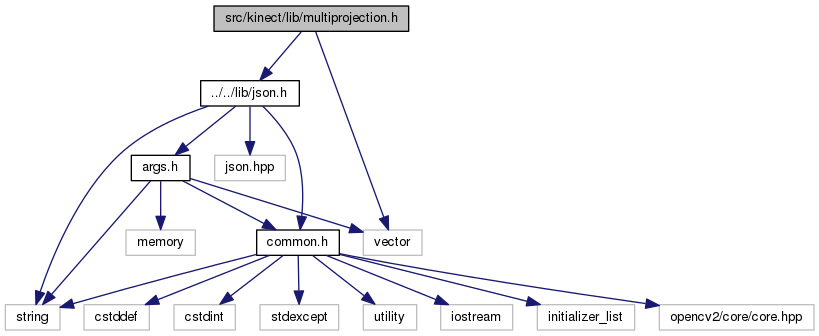 src/kinect/lib/multiprojection.h
../../lib/json.h
args.h
json.hpp
memory
common.h
vector
string
cstddef
cstdint
stdexcept
utility
iostream
initializer_list
opencv2/core/core.hpp